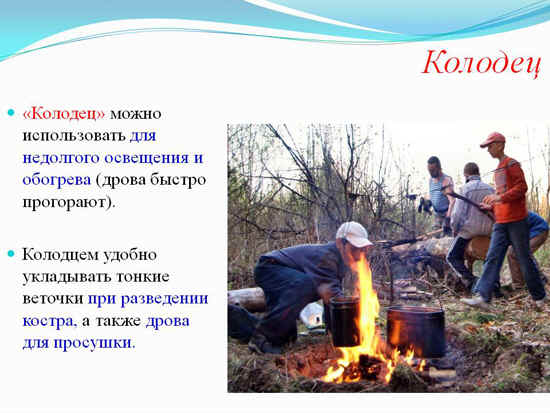 Колодец
«Колодец» можно
использовать для
недолгого освещения и
обогрева (дрова быстро
прогорают).
Колодцем удобно
укладывать тонкие
веточки при разведении
костра, а также дрова
для просушки.